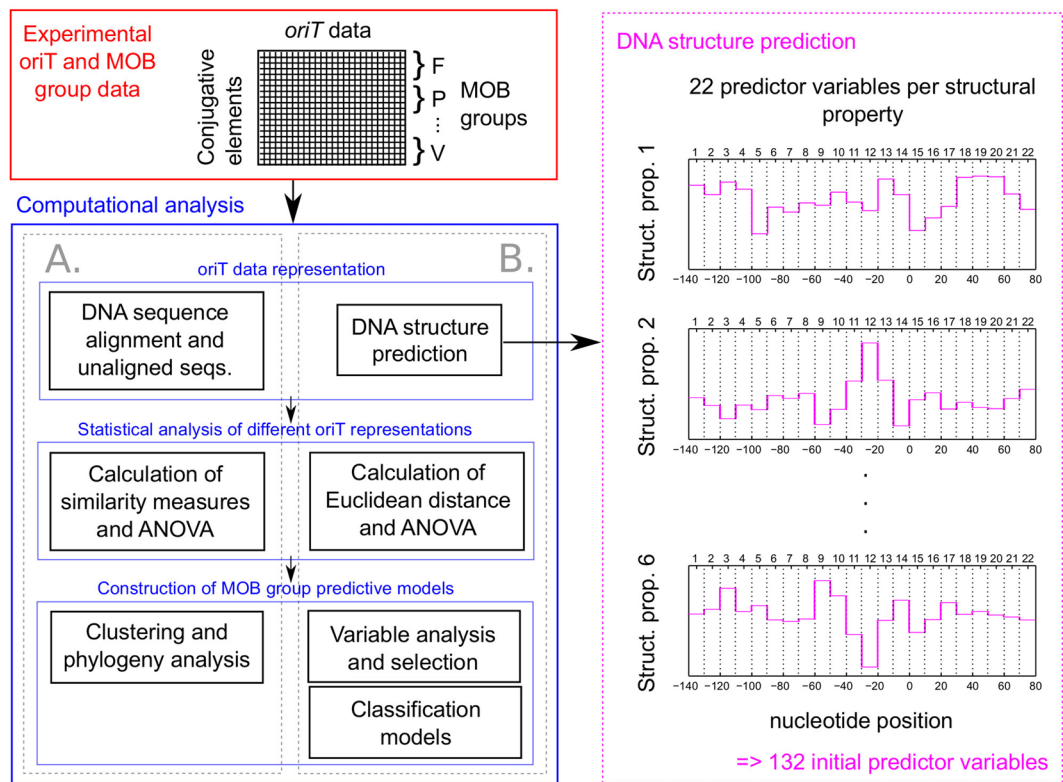 Experimental
oriT and MOB
group data
oriT data
Conjugative
elements
F
P
⋮
V
MOB
groups
Computational analysis
A.
B.
oriT data representation
DNA sequence
alignment and
unaligned seqs.
DNA structure
prediction
Statistical analysis of different oriT representations
Calculation of
similarity measures
and ANOVA
Calculation of
Euclidean distance
and ANOVA
Construction of MOB group predictive models
Clustering and
phylogeny analysis
Variable analysis
and selection
Classification
models
DNA structure prediction
22 predictor variables per structural
property
Struct. prop. 1
1 2 3 4 5 6 7 8 9 10 11 12 13 14 15 16 17 18 19 20 21 22
−140 −120 −100 −80 −60 −40 −20 0 20 40 60 80
Struct. prop. 2
1 2 3 4 5 6 7 8 9 10 11 12 13 14 15 16 17 18 19 20 21 22
−140 −120 −100 −80 −60 −40 −20 0 20 40 60 80
. . . .
Struct. prop. 6
1 2 3 4 5 6 7 8 9 10 11 12 13 14 15 16 17 18 19 20 21 22
−140 −120 −100 −80 −60 −40 −20 0 20 40 60 80
nucleotide position
=> 132 initial predictor variables